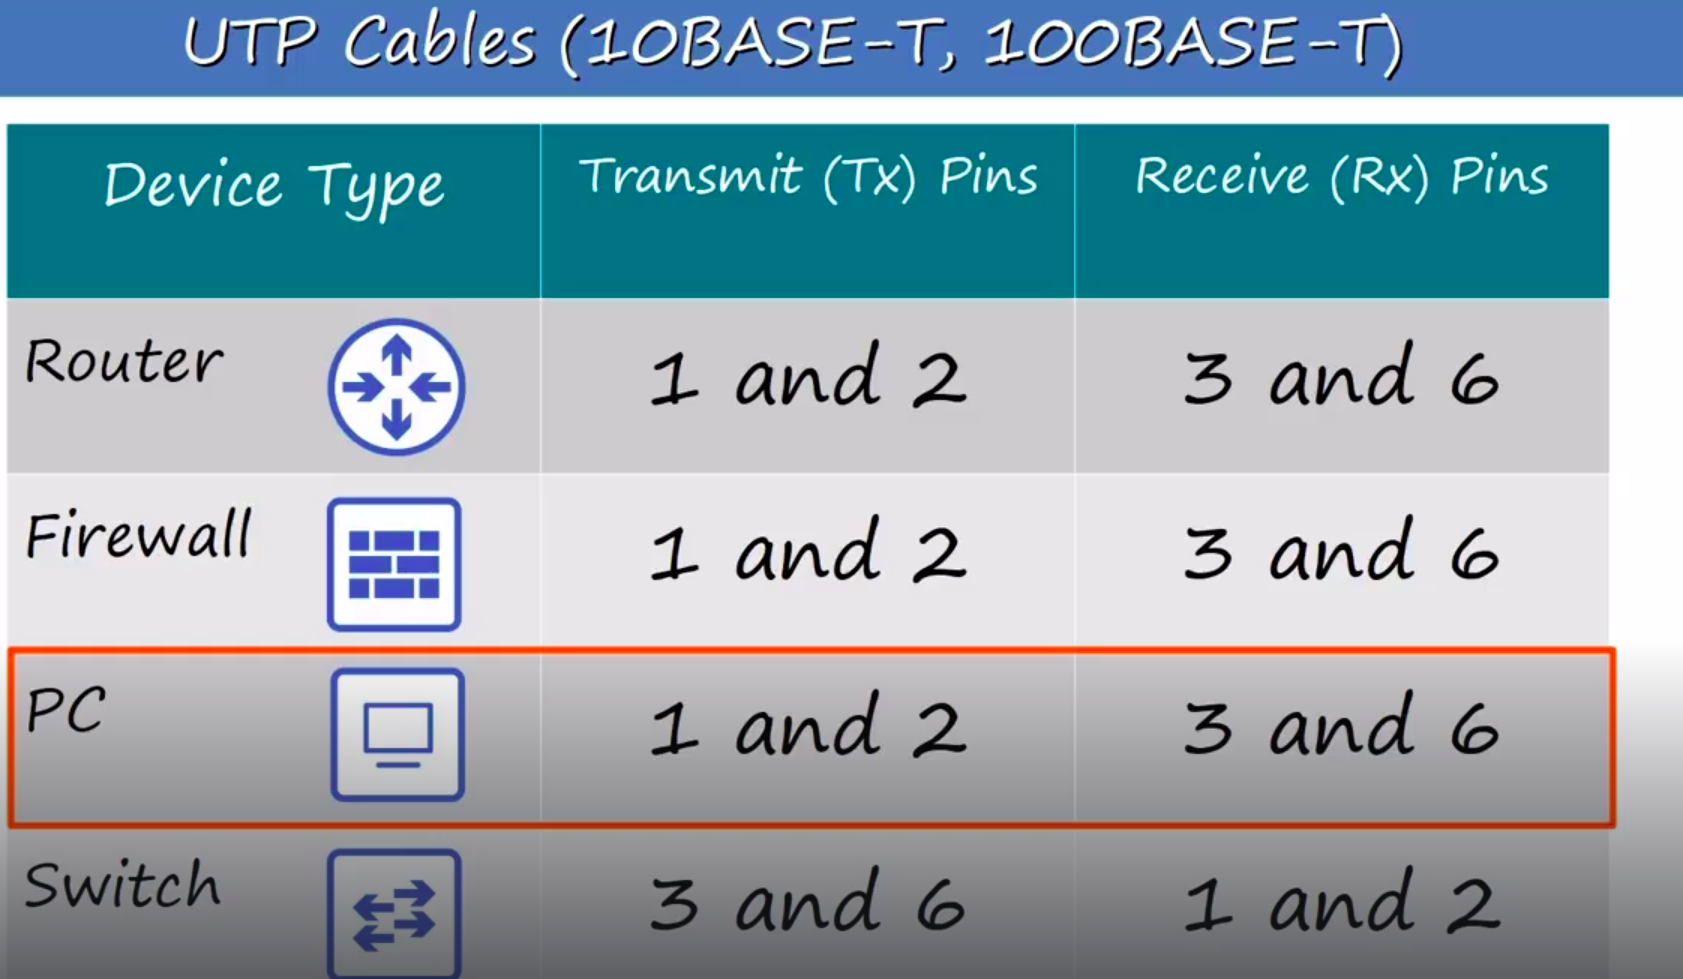 UTP Cables (10BASE-T, 100BASE-T)
Device Type Transmit (Tx) Pins Receive (Rx) Pins
Router 1 and 2 3 and 6
Firewall 1 and 2 3 and 6
PC 1 and 2 3 and 6
Switch 3 and 6 1 and 2